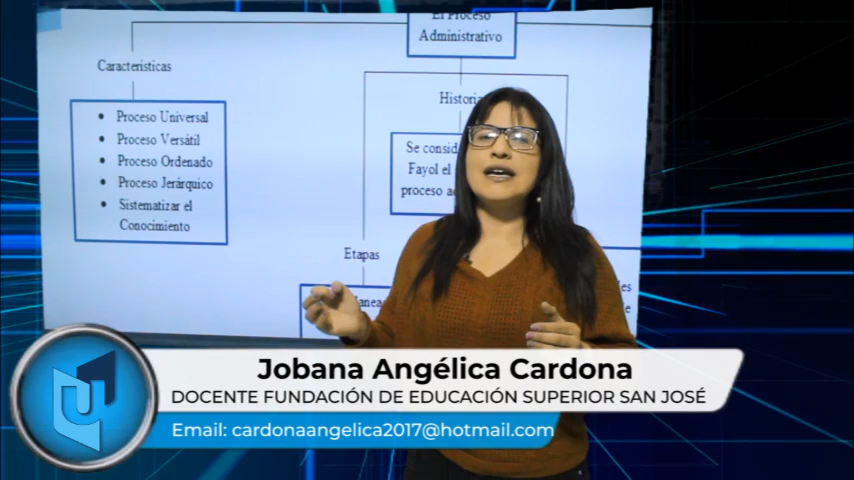 El Proceso
Administrativo
Características
• Proceso Universal
• Proceso Versátil
• Proceso Ordenado
• Proceso Jerárquico
• Sistematizar el
Conocimiento
Historia
Se consid
Fayol el
proceso
Etapas
Jobana Angélica Cardona
DOCENTE FUNDACIÓN DE EDUCACIÓN SUPERIOR SAN JOSÉ
Email: cardonaangelica2017@hotmail.com